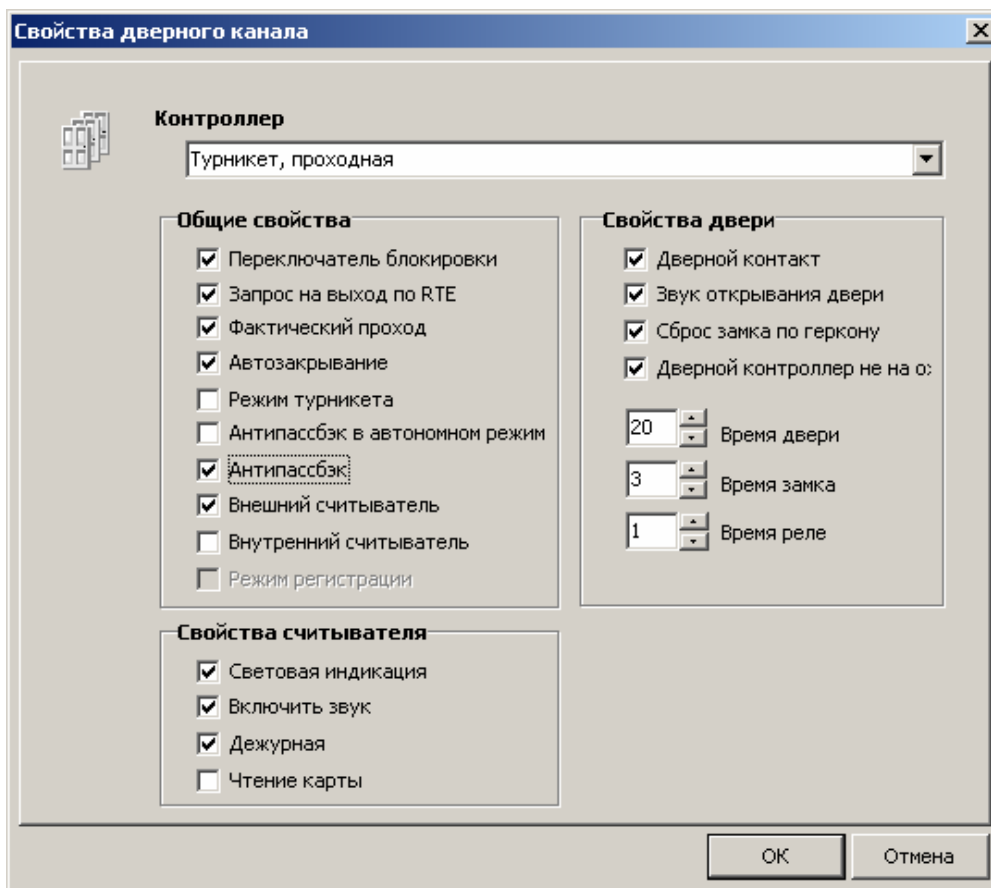 Свойства дверного канала
Контроллер
Турникет, проходная
Общие свойства
Переключатель блокировки
Запрос на выход по RTE
Фактический проход
Автозакрывание
Режим турникета
Антипассбэк в автономном режим
Антипассбэк
Внешний считыватель
Внутренний считыватель
Режим регистрации
Свойства двери
Дверной контакт
Звук открывания двери
Сброс замка по геркону
Дверной контроллер не на
20 Время двери
3 Время замка
1 Время реле
Свойства считывателя
Световая индикация
Включить звук
Дежурная
Чтение карты
ОК
Отмена